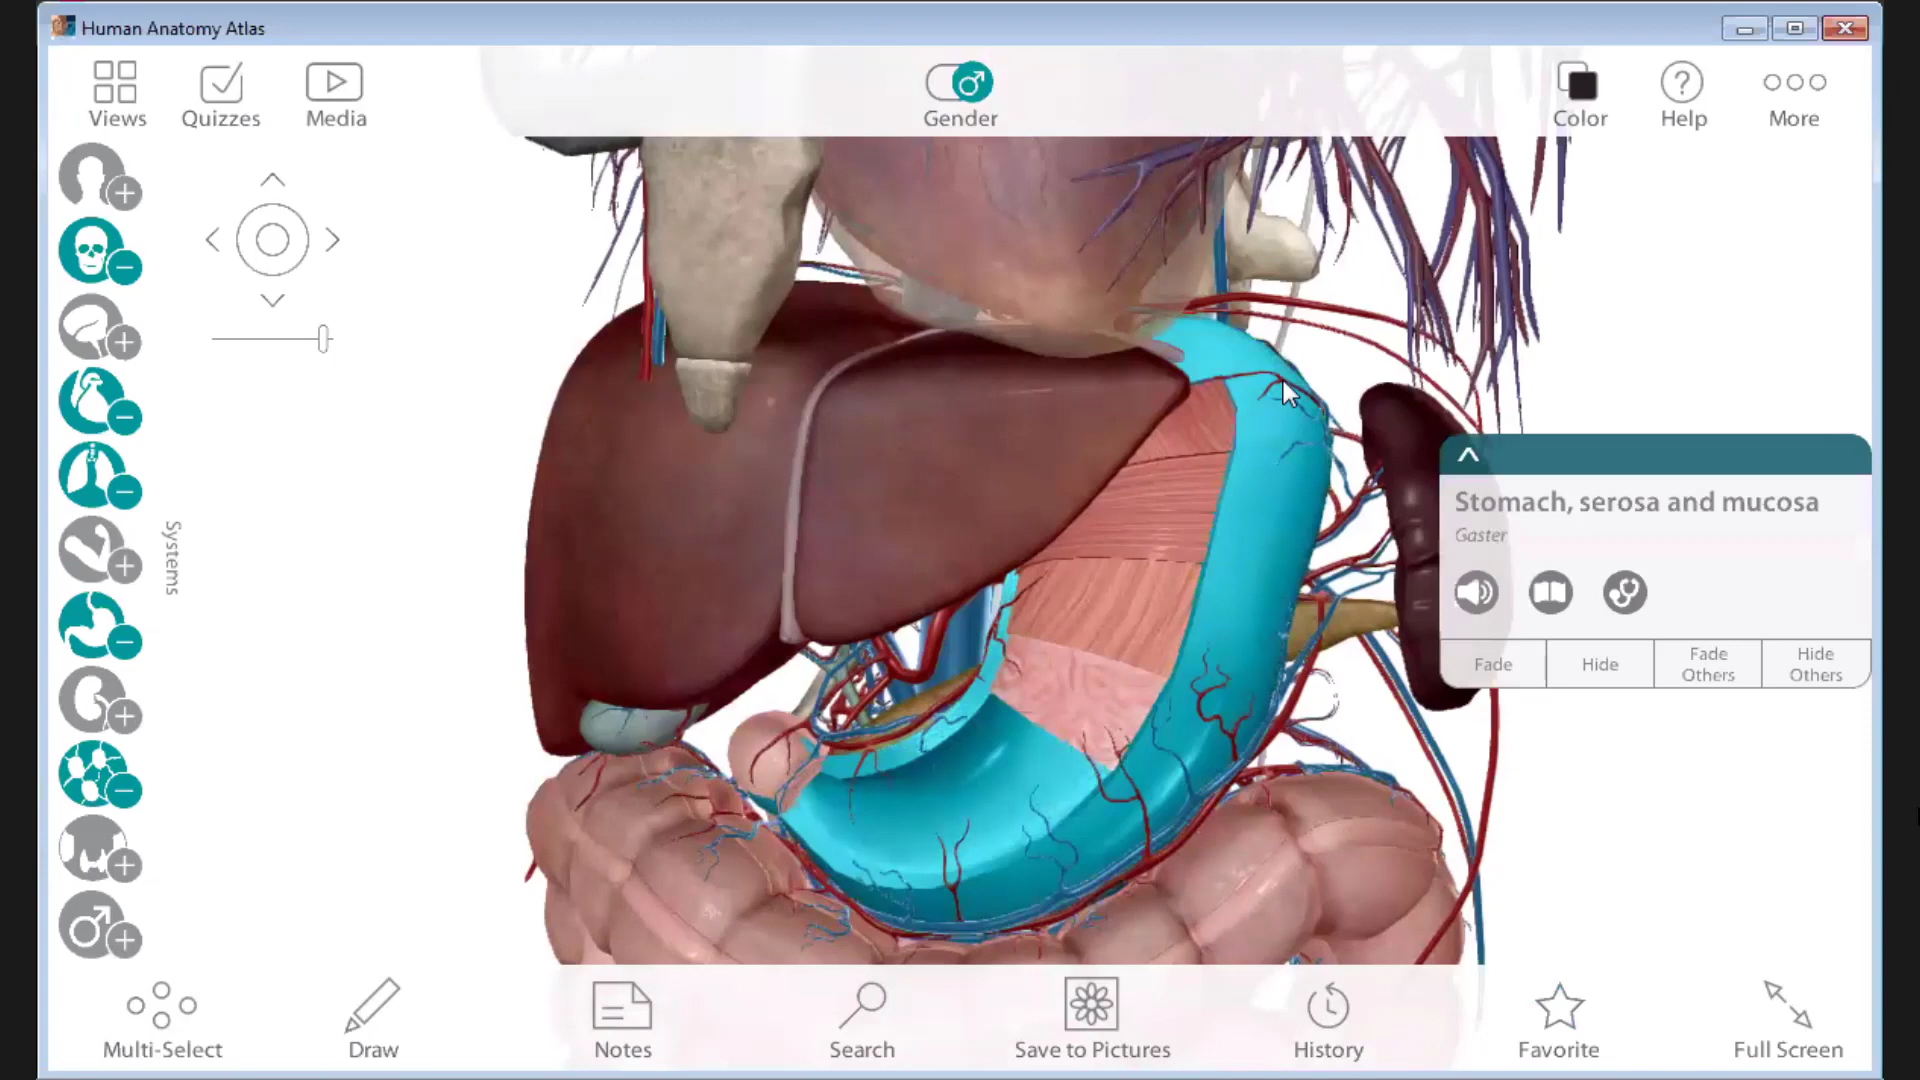 Human Anatomy Atlas
Views
Quizzes
Media
Gender
Color
Help
More
Systems
Stomach, serosa and mucosa
Gaster
Fade
Hide
Fade
Others
Hide
Others
Multi-Select
Draw
Notes
Search
Save to Pictures
History
Favorite
Full Screen